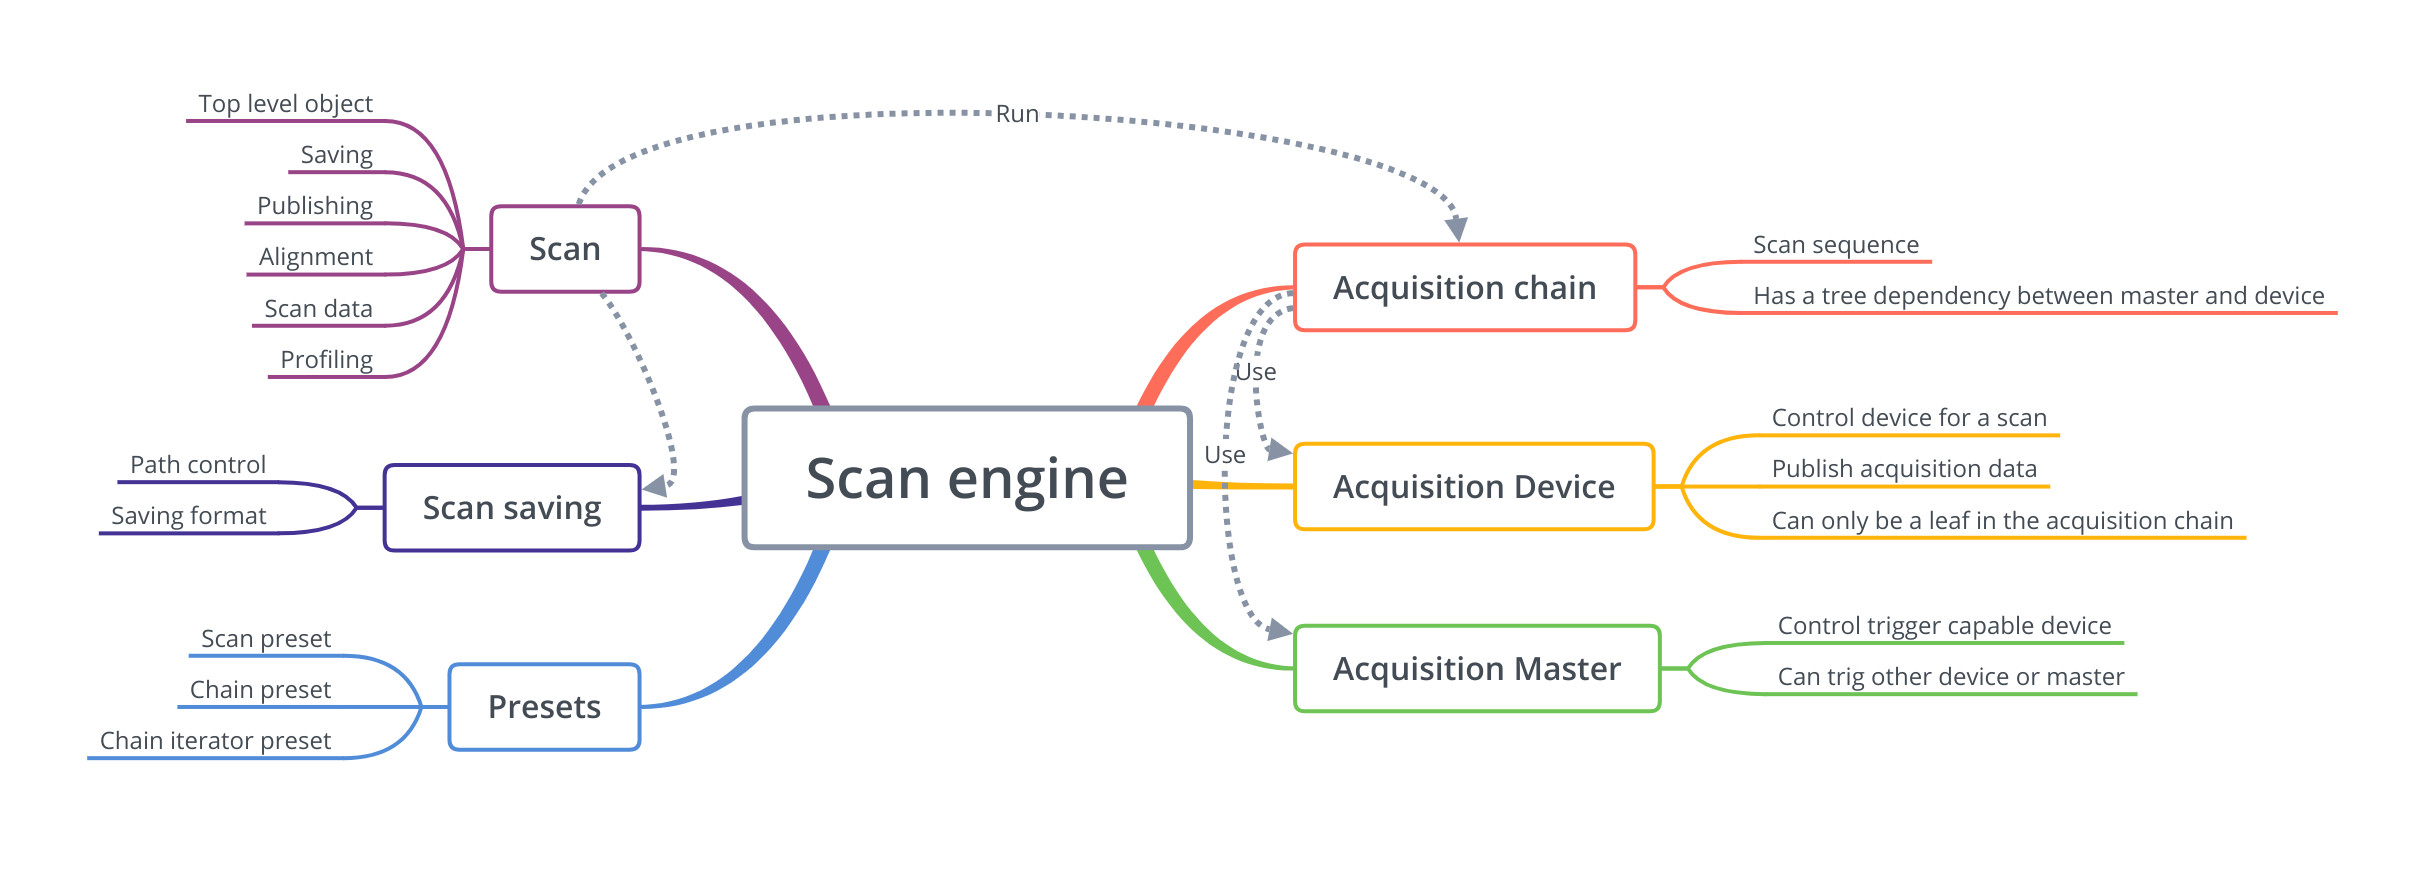 Top level object
Saving
Publishing
Alignment
Scan data
Profiling
Scan
Run
Path control
Saving format
Scan saving
Scan preset
Chain preset
Chain iterator preset
Presets
Scan engine
Acquisition chain
Scan sequence
Has a tree dependency between master and device
Use
Use
Acquisition Device
Control device for a scan
Publish acquisition data
Can only be a leaf in the acquisition chain
Acquisition Master
Control trigger capable device
Can trig other device or master